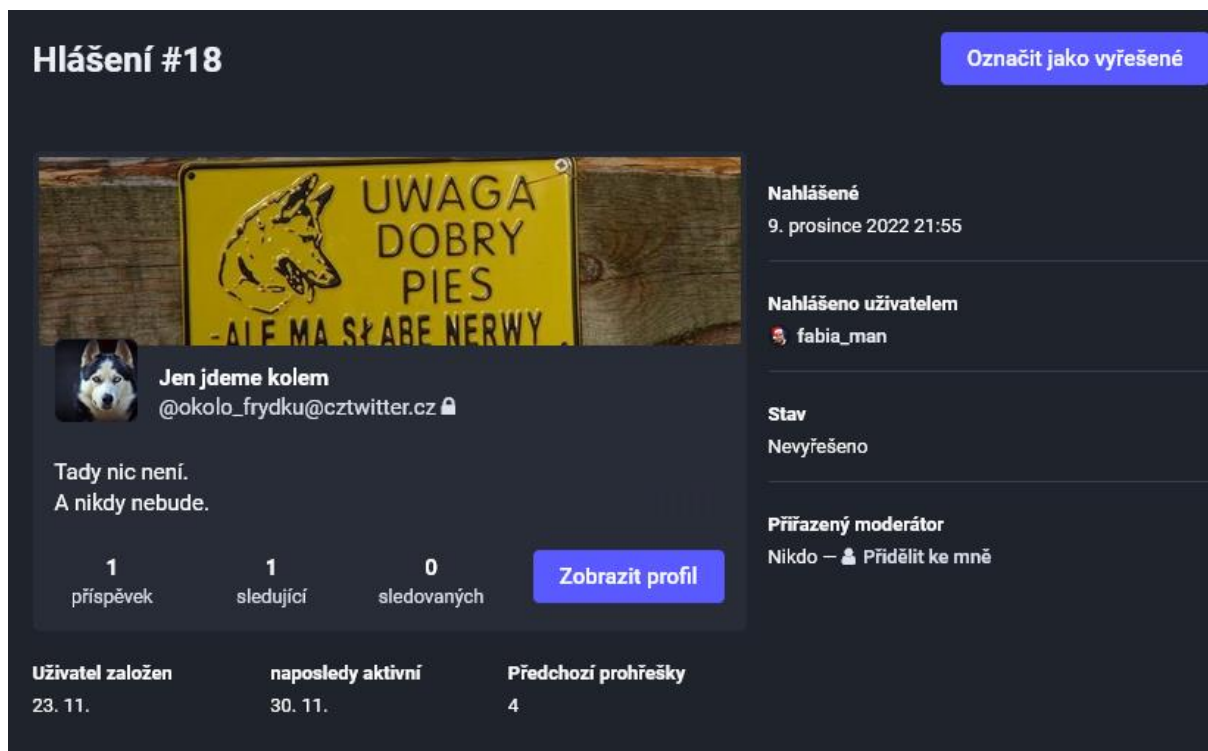 Hlášení #18
Označit jako vyřešené
UWAGA
DOBRY
PIES
-ALE MA SŁABE NERWY.
Jen jdeme kolem
@okolo_frydku@cztwitter.cz
Tady nic není.
A nikdy nebude.
1 1 0
příspěvek sledující sledovaných
Zobrazit profil
Uživatel založen naposledy aktivní Předchozí prohřešky
23. 11. 30. 11. 4
Nahlášené
9. prosince 2022 21:55
Nahlášeno uživatelem
fabia_man
Stav
Nevyřešeno
Přiřazený moderátor
Nikdo – Přidělit ke mně